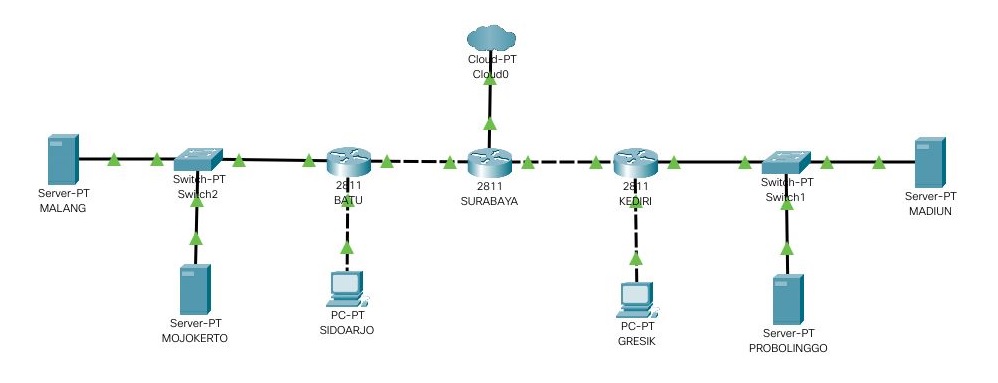 Cloud-PT
Cloud0
Server-PT
MALANG
Switch-PT
Switch2
2811
BATU
2811
SURABAYA
2811
KEDIRI
Switch-PT
Switch1
Server-PT
MADIUN
Server-PT
MOJOKERTO
PC-PT
SIDOARJO
PC-PT
GRESIK
Server-PT
PROBOLINGGO